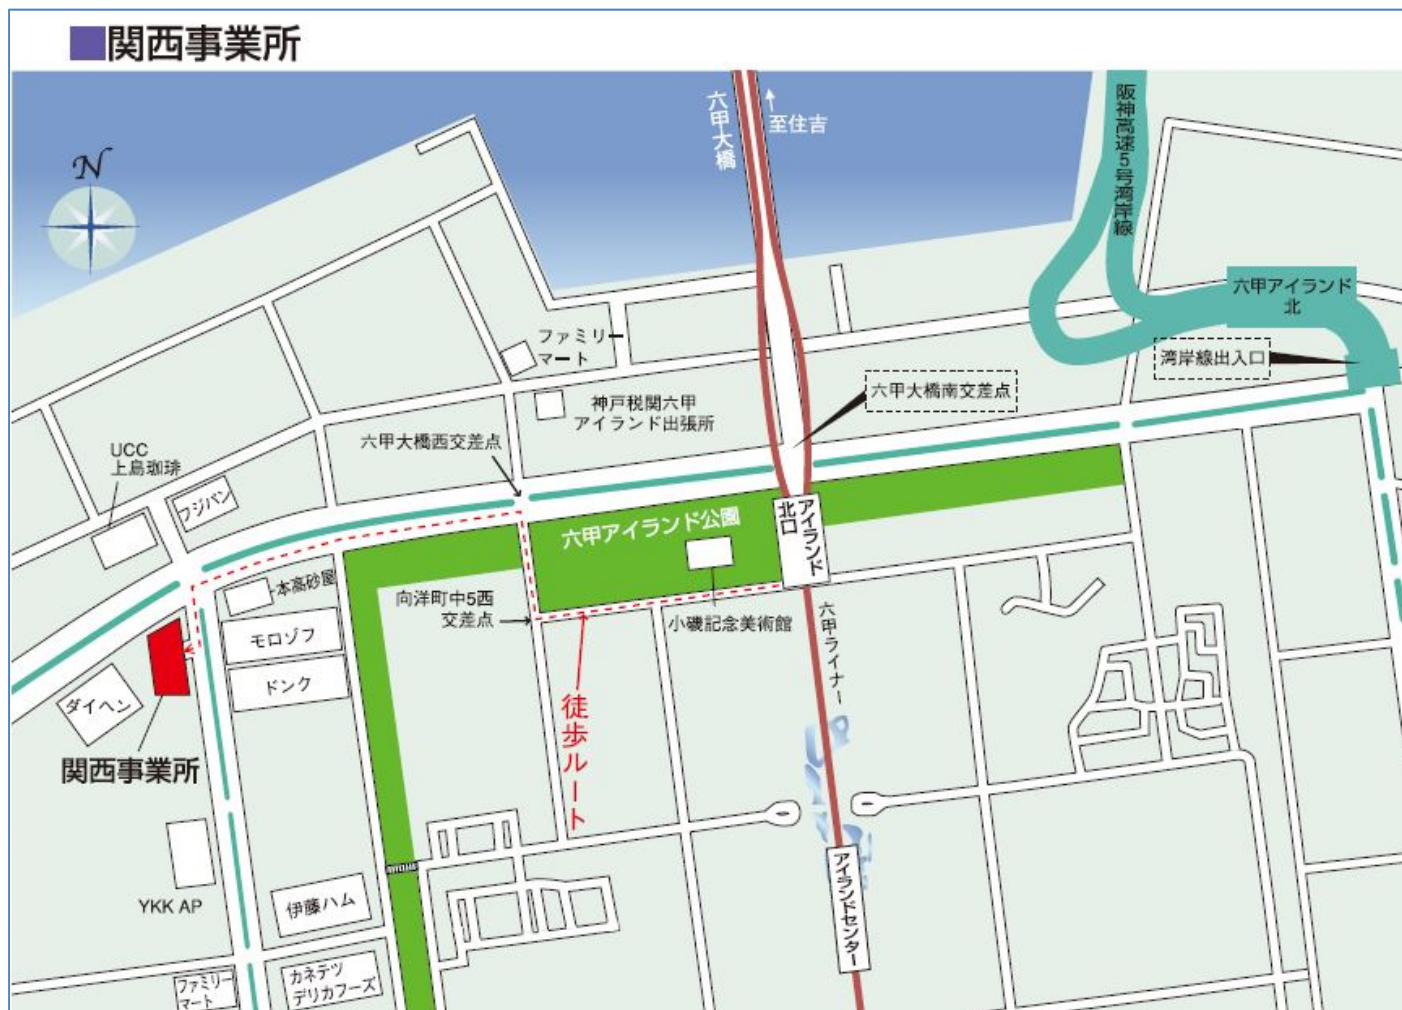 ■関西事業所
N
六甲大橋
至住吉
阪神高速5号湾岸線
六甲アイランド
北
湾岸線出入口
ファミリー
マート
六甲大橋南交差点
神戸税関六甲
アイランド出張所
六甲大橋西交差点
UCC
上島珈琲
フジパン
六甲アイランド公園
アイランド
北口
本高砂屋
向洋町中5西
交差点
小磯記念美術館
六甲ライナー
モロゾフ
ドンク
ダイヘン
徒歩ルート
関西事業所
YKK AP
伊藤ハム
アイランドセンター
ファミリー
マート
カネテツ
デリカフーズ